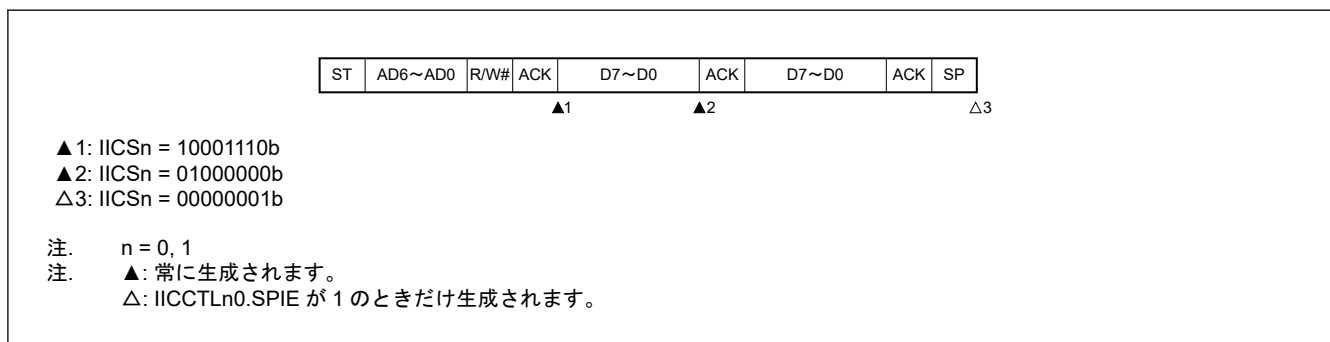 ST AD6～AD0 R/W# ACK D7～D0 ACK D7～D0 ACK SP
▲1 ▲2 △3
▲1: IICSn = 10001110b
▲2: IICSn = 01000000b
△3: IICSn = 00000001b
注. n = 0, 1
注. ▲: 常に生成されます。
△: IICCTLn0.SPIE が 1 のときだけ生成されます。